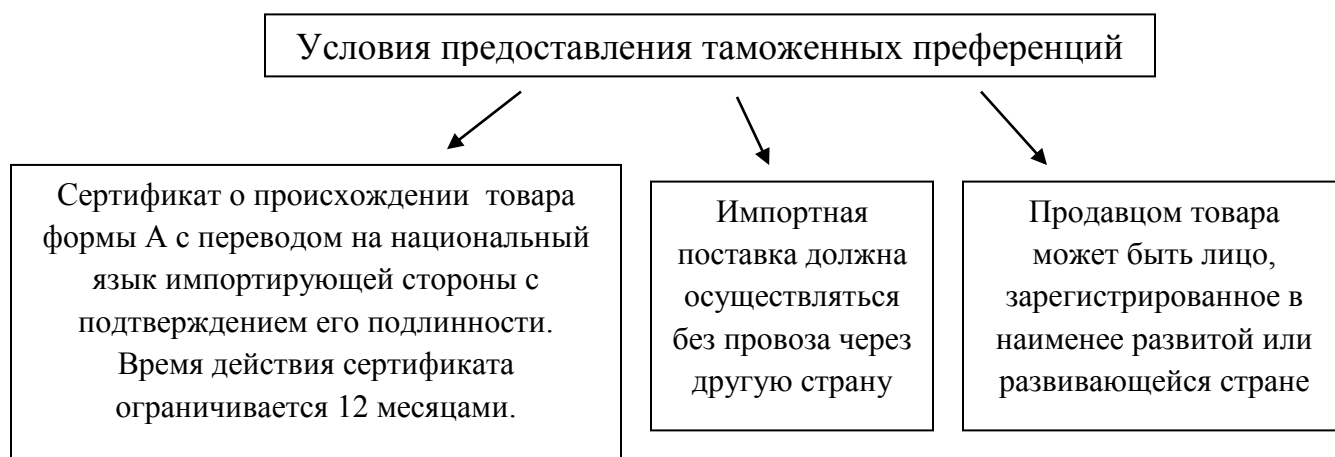 Условия предоставления таможенных преференций
Сертификат о происхождении товара
формы А с переводом на национальный
язык импортирующей стороны с
подтверждением его подлинности.
Время действия сертификата
ограничивается 12 месяцами.
Импортная
поставка должна
осуществляться
без провоза через
другую страну
Продавцом товара
может быть лицо,
зарегистрированное в
наименее развитой или
развивающейся стране